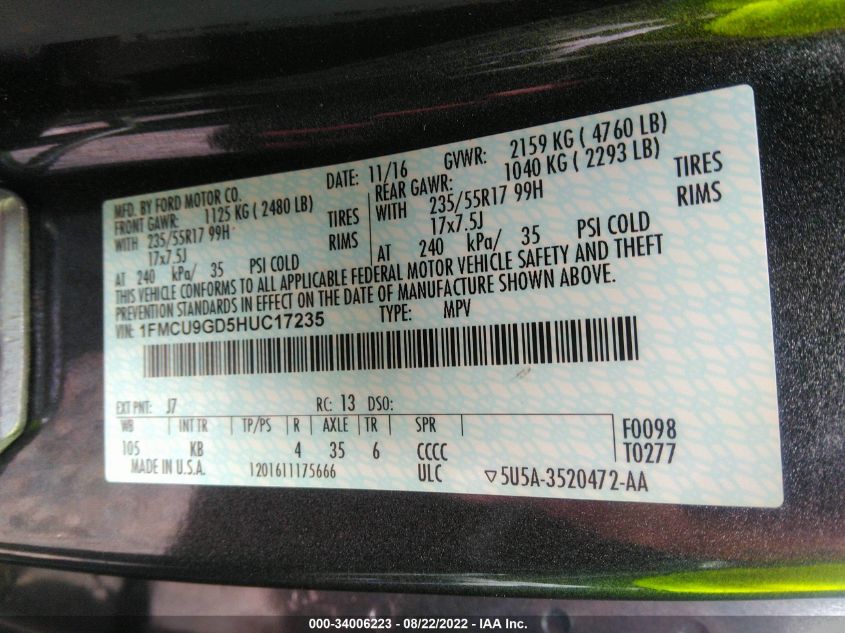 MFD. BY FORD MOTOR CO.
DATE: 11/16 GVWR: 2159 KG ( 4760 LB)
FRONT GAWR: 1125 KG ( 2480 LB)
REAR GAWR: 1040 KG ( 2293 LB)
WITH 235/55R17 99H TIRES
WITH 235/55R17 99H TIRES
17x7.5J RIMS
17x7.5J RIMS
AT 240 kPa/ 35 PSI COLD
AT 240 kPa/ 35 PSI COLD
THIS VEHICLE CONFORMS TO ALL APPLICABLE FEDERAL MOTOR VEHICLE SAFETY AND THEFT
PREVENTION STANDARDS IN EFFECT ON THE DATE OF MANUFACTURE SHOWN ABOVE.
VIN: 1FMCU9GD5HUC17235 TYPE: MPV
EXT PNT: J7 RC: 13 DSO:
WB INT TR TP/PS R AXLE TR SPR F0098
105 KB 4 35 6 CCCC T0277
MADE IN U.S.A. 1201611175666 ULC ▽5U5A-3520472-AA
000-34006223 - 08/22/2022 - IAA Inc.